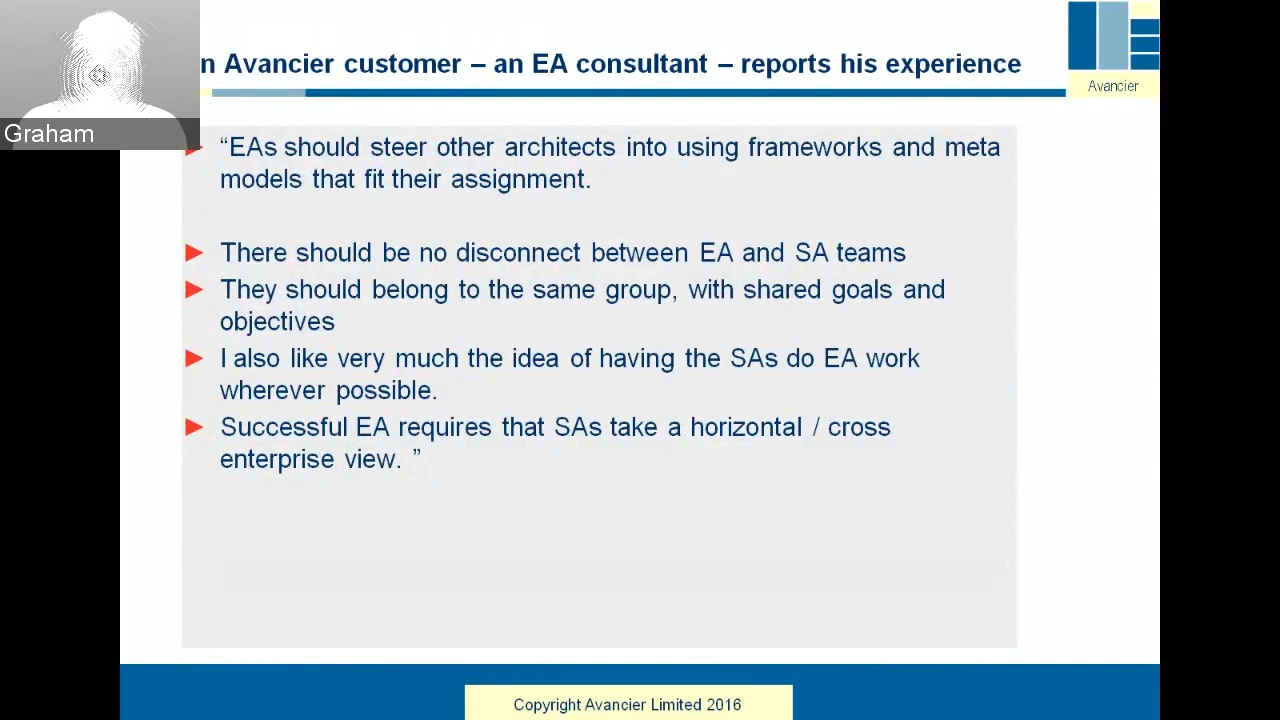 n Avancier customer – an EA consultant – reports his experience
Avancier
Graham
► “EAs should steer other architects into using frameworks and meta
models that fit their assignment.
► There should be no disconnect between EA and SA teams
► They should belong to the same group, with shared goals and
objectives
► I also like very much the idea of having the SAs do EA work
wherever possible.
► Successful EA requires that SAs take a horizontal / cross
enterprise view. ”
Copyright Avancier Limited 2016